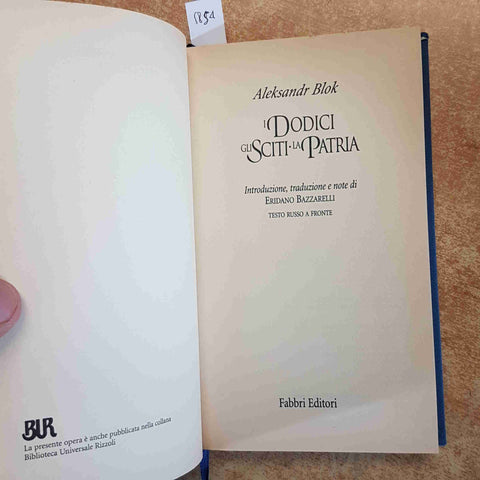 1854
Aleksandr Blok
I DODICI
GLI SCITI · LA PATRIA
Introduzione, traduzione e note di
ERIDANO BAZZARELLI
TESTO RUSSO A FRONTE
Fabbri Editori
BUR
La presente opera è anche pubblicata nella collana
Biblioteca Universale Rizzoli